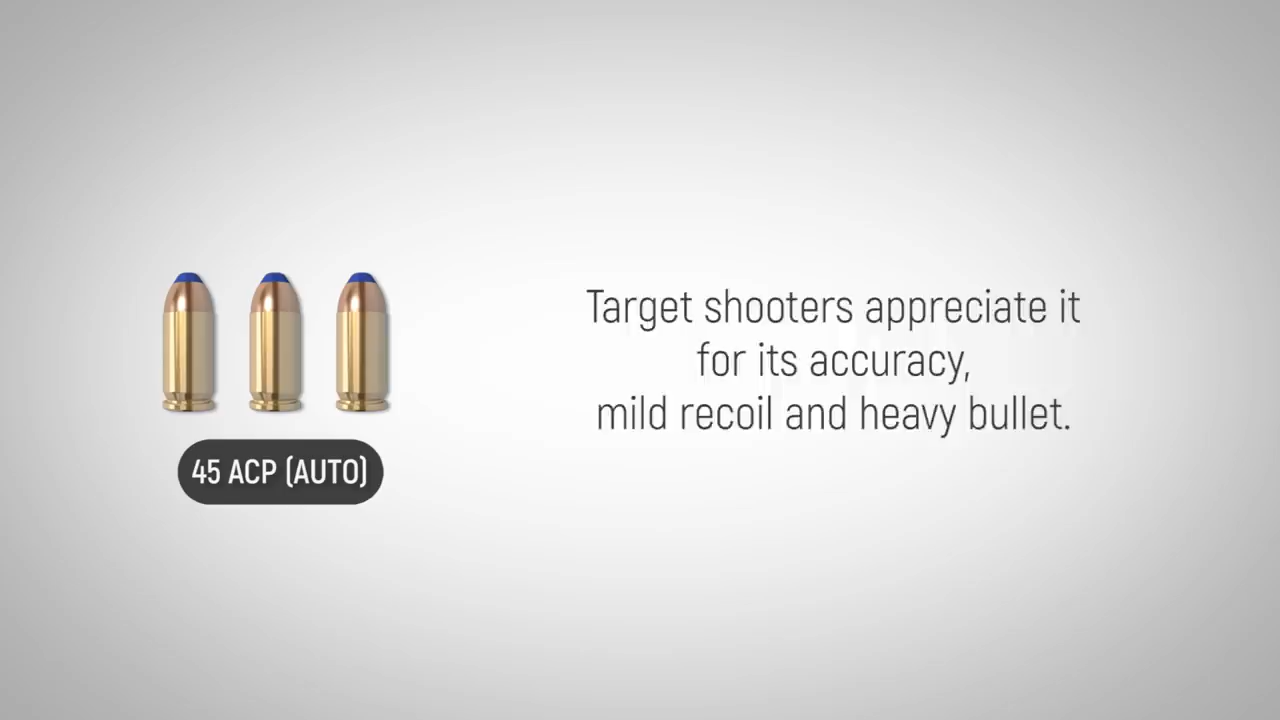 Target shooters appreciate it
for its accuracy,
mild recoil and heavy bullet.
45 ACP (AUTO)